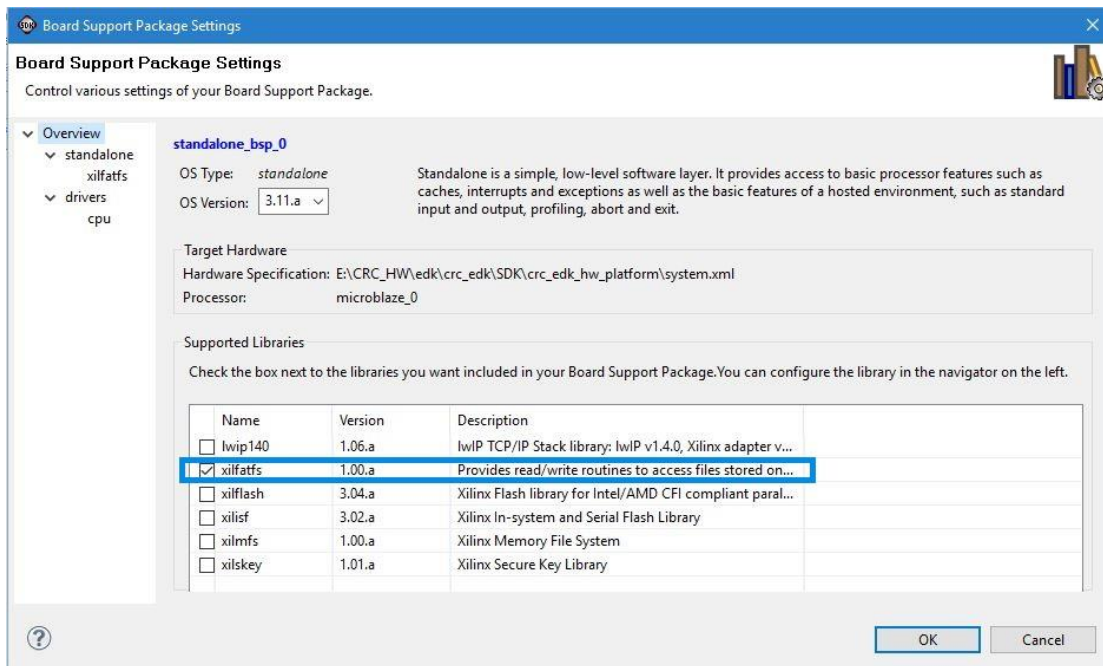 SDK Board Support Package Settings
Board Support Package Settings
Control various settings of your Board Support Package.
Overview
standalone
xilfatfs
drivers
cpu
standalone_bsp_0
OS Type: standalone
OS Version: 3.11.a
Standalone is a simple, low-level software layer. It provides access to basic processor features such as
caches, interrupts and exceptions as well as the basic features of a hosted environment, such as standard
input and output, profiling, abort and exit.
Target Hardware
Hardware Specification: E:\CRC_HW\edk\crc_edk\SDK\crc_edk_hw_platform\system.xml
Processor: microblaze_0
Supported Libraries
Check the box next to the libraries you want included in your Board Support Package.You can configure the library in the navigator on the left.
Name Version Description
lwip140 1.06.a lwIP TCP/IP Stack library: lwIP v1.4.0, Xilinx adapter v...
xilfatfs 1.00.a Provides read/write routines to access files stored on...
xilflash 3.04.a Xilinx Flash library for Intel/AMD CFI compliant paral...
xilisf 3.02.a Xilinx In-system and Serial Flash Library
xilmfs 1.00.a Xilinx Memory File System
xilskey 1.01.a Xilinx Secure Key Library
?
OK Cancel